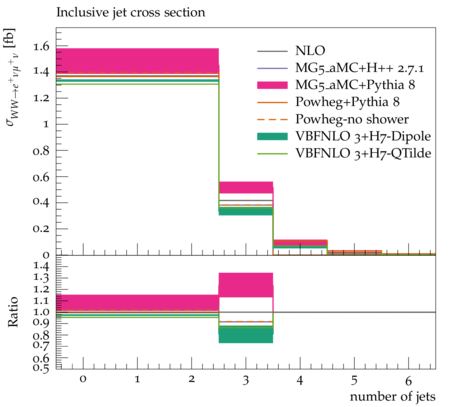 Inclusive jet cross section
σWW→e+νμ+ν [fb]
NLO
MG5_aMC+H++ 2.7.1
MG5_aMC+Pythia 8
Powheg+Pythia 8
Powheg-no shower
VBFNLO 3+H7-Dipole
VBFNLO 3+H7-QTilde
1.6
1.4
1.2
1
0.8
0.6
0.4
0.2
0
Ratio
1.4
1.3
1.2
1.1
1.0
0.9
0.8
0.7
0.6
0.5
0 1 2 3 4 5 6
number of jets